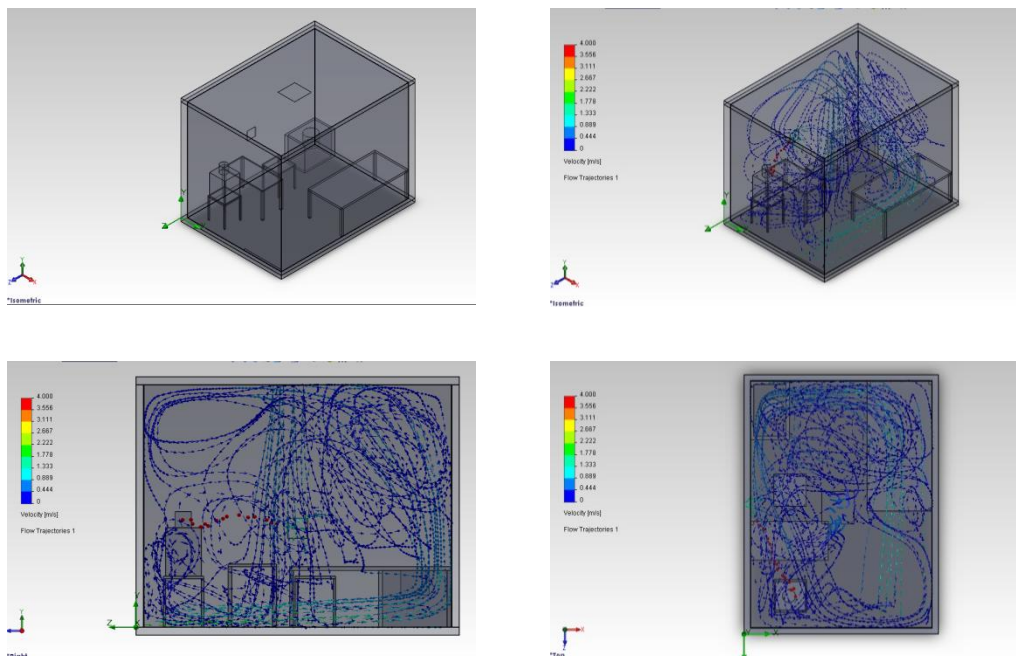 Y
Z
Y
Z
X
*Isometric
4.000
3.556
3.111
2.667
2.222
1.778
1.333
0.889
0.444
0
Velocity [m/s]
Flow Trajectories 1
Y
Z
Y
Z
X
*Isometric
4.000
3.556
3.111
2.667
2.222
1.778
1.333
0.889
0.444
0
Velocity [m/s]
Flow Trajectories 1
Y
Z
Y
*Right
4.000
3.556
3.111
2.667
2.222
1.778
1.333
0.889
0.444
0
Velocity [m/s]
Flow Trajectories 1
X
X
Z
*Top